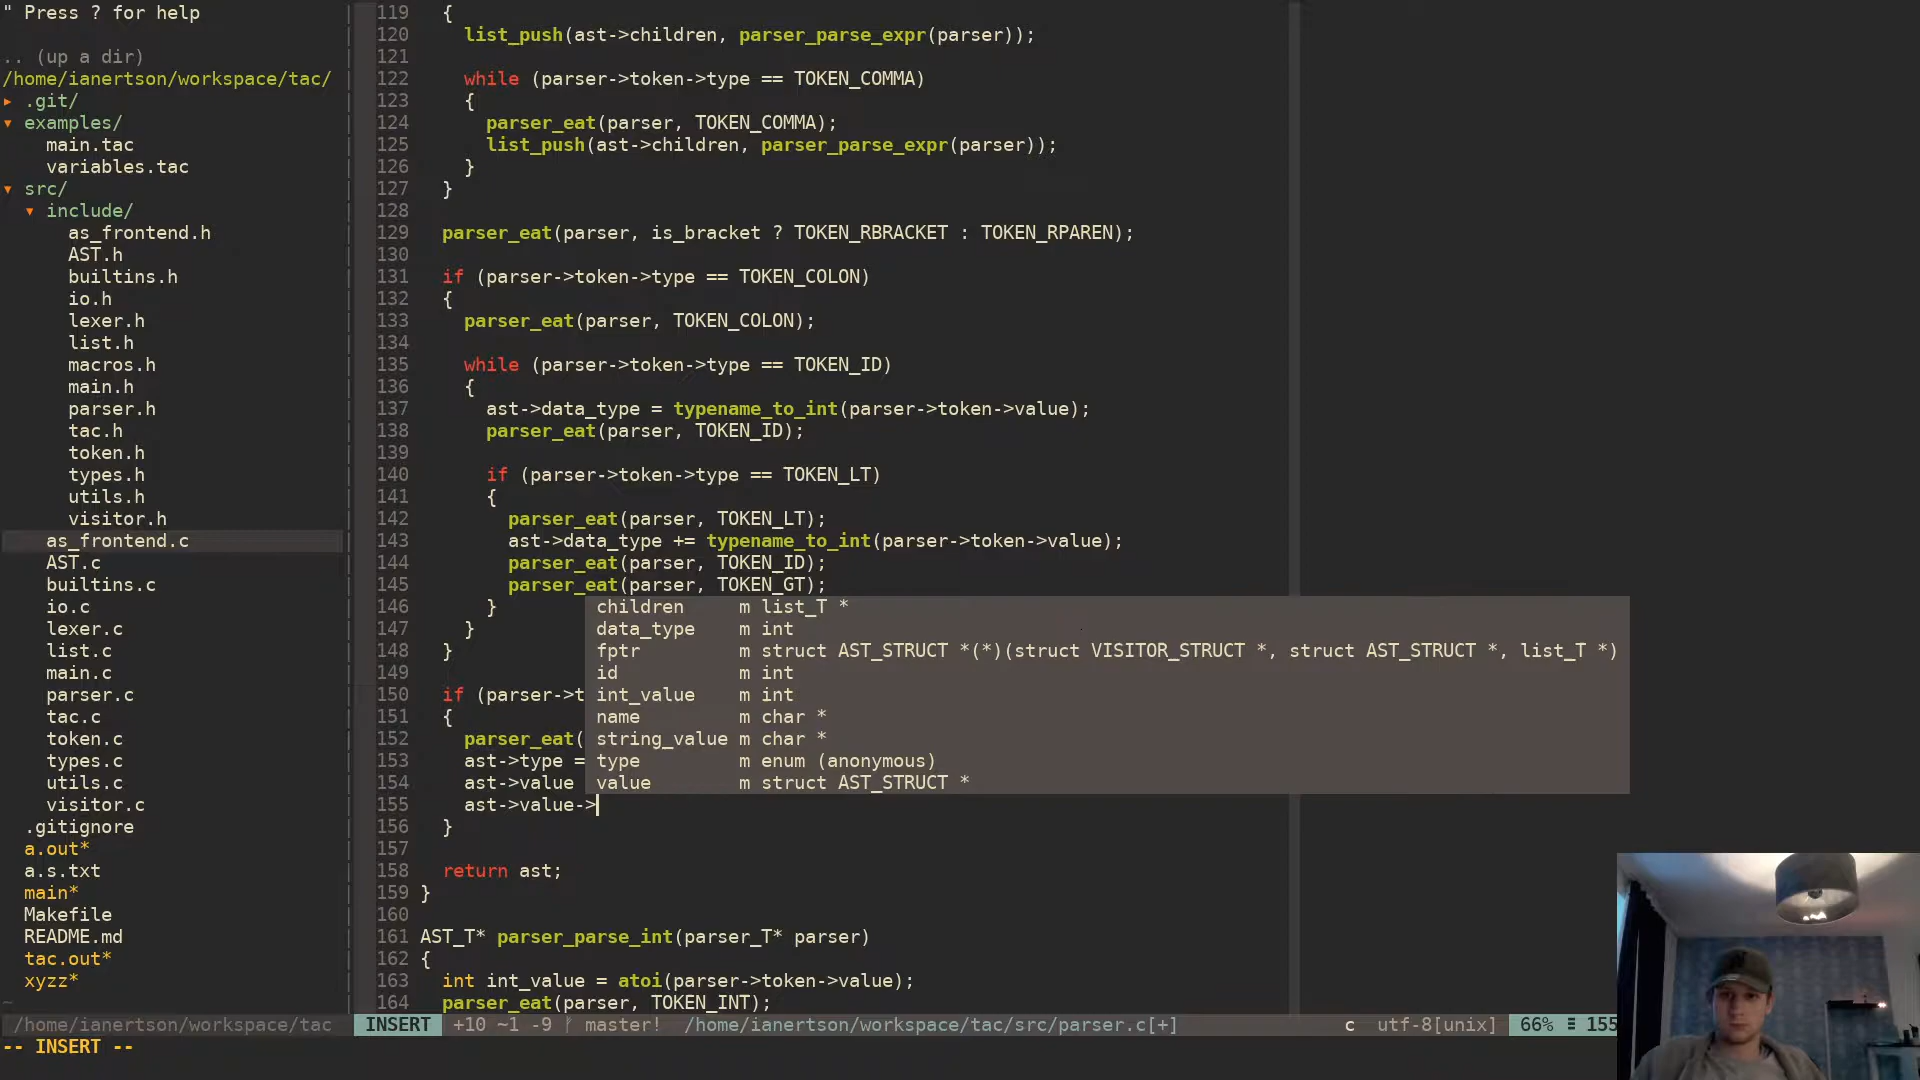 " Press ? for help
.. (up a dir)
/home/ianertson/workspace/tac/
▸ .git/
▾ examples/
main.tac
variables.tac
▾ src/
▾ include/
as_frontend.h
AST.h
builtins.h
io.h
lexer.h
list.h
macros.h
main.h
parser.h
tac.h
token.h
types.h
utils.h
visitor.h
as_frontend.c
AST.c
builtins.c
io.c
lexer.c
list.c
main.c
parser.c
tac.c
token.c
types.c
utils.c
visitor.c
.gitignore
a.out*
a.s.txt
main*
Makefile
README.md
tac.out*
xyzz*
~
119 {
120 list_push(ast->children, parser_parse_expr(parser));
121
122 while (parser->token->type == TOKEN_COMMA)
123 {
124 parser_eat(parser, TOKEN_COMMA);
125 list_push(ast->children, parser_parse_expr(parser));
126 }
127 }
128
129 parser_eat(parser, is_bracket ? TOKEN_RBRACKET : TOKEN_RPAREN);
130
131 if (parser->token->type == TOKEN_COLON)
132 {
133 parser_eat(parser, TOKEN_COLON);
134
135 while (parser->token->type == TOKEN_ID)
136 {
137 ast->data_type = typename_to_int(parser->token->value);
138 parser_eat(parser, TOKEN_ID);
139
140 if (parser->token->type == TOKEN_LT)
141 {
142 parser_eat(parser, TOKEN_LT);
143 ast->data_type += typename_to_int(parser->token->value);
144 parser_eat(parser, TOKEN_ID);
145 parser_eat(parser, TOKEN_GT);
146 }
147 }
148 }
149
150 if (parser->t
151 {
152 parser_eat(
153 ast->type =
154 ast->value
155 ast->value->
156 }
157
158 return ast;
159 }
160
161 AST_T* parser_parse_int(parser_T* parser)
162 {
163 int int_value = atoi(parser->token->value);
164 parser_eat(parser, TOKEN_INT);
children m list_T *
data_type m int
fptr m struct AST_STRUCT *(*)(struct VISITOR_STRUCT *, struct AST_STRUCT *, list_T *)
id m int
int_value m int
name m char *
string_value m char *
type m enum (anonymous)
value m struct AST_STRUCT *
/home/ianertson/workspace/tac INSERT +10 ~1 -9 master! /home/ianertson/workspace/tac/src/parser.c[+] c utf-8[unix] 66% ≡ 155
-- INSERT --